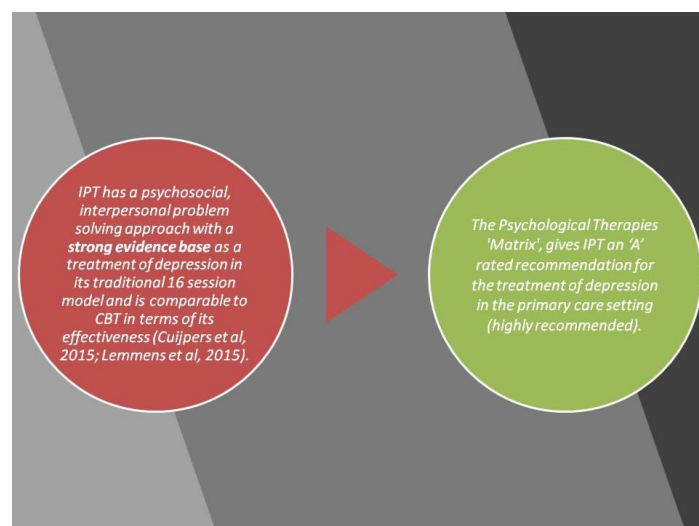 IPT has a psychosocial,
interpersonal problem
solving approach with a
strong evidence base as a
treatment of depression in
its traditional 16 session
model and is comparable to
CBT in terms of its
effectiveness (Cuijpers et al,
2015; Lemmens et al, 2015).
The Psychological Therapies
'Matrix', gives IPT an ‘A’
rated recommendation for
the treatment of depression
in the primary care setting
(highly recommended).